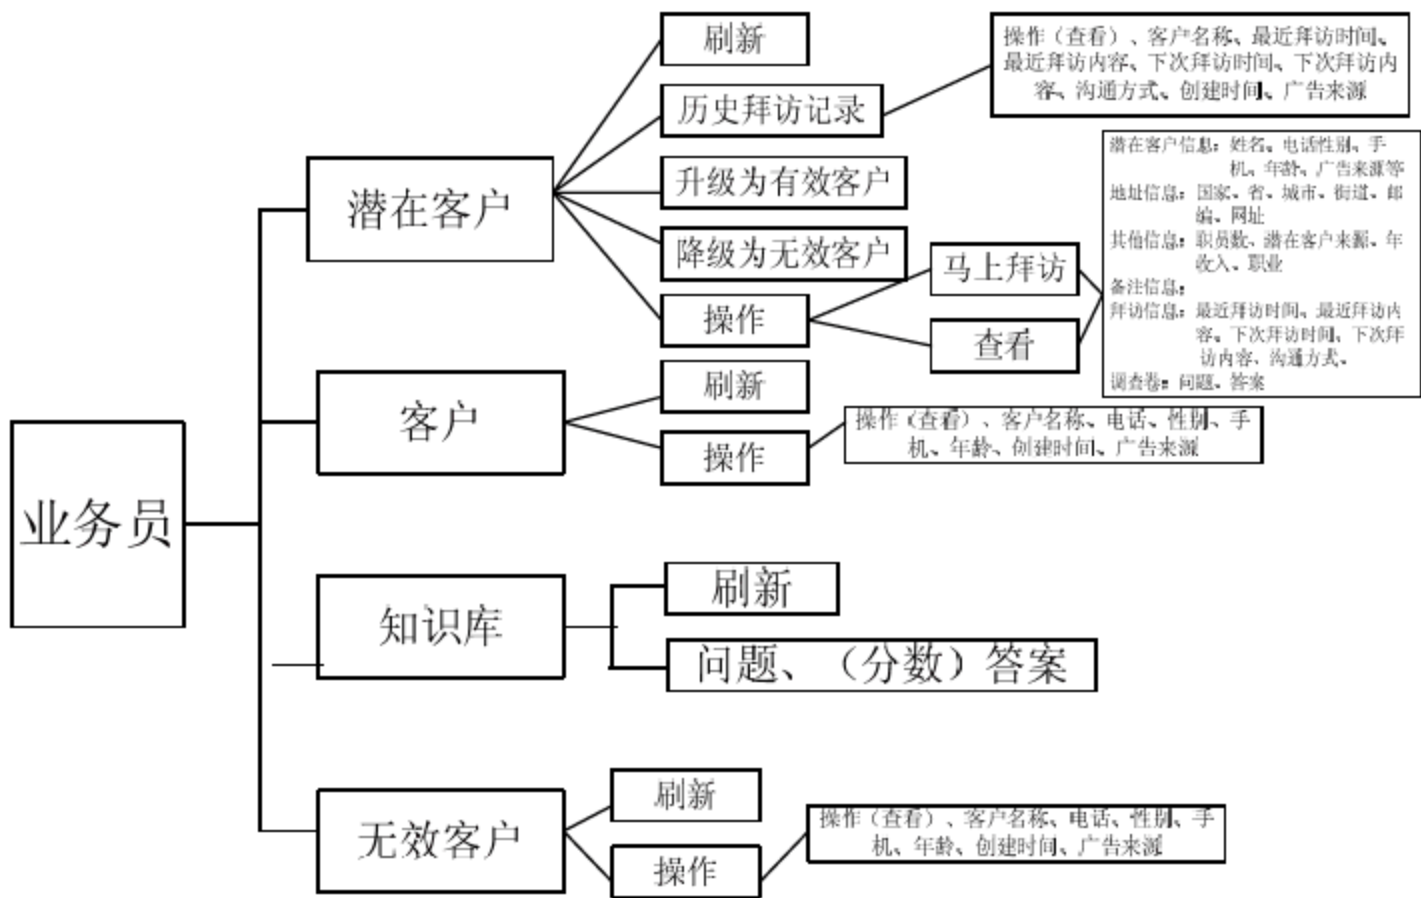 刷新
操作（查看）、客户名称、最近拜访时间、
最近拜访内容、下次拜访时间、下次拜访内
容、沟通方式、创建时间、广告来源
历史拜访记录
潜在客户
升级为有效客户
降级为无效客户
操作
马上拜访
查看
潜在客户信息：姓名、电话性别、手
机、年龄、广告来源等
地址信息：国家、省、城市、街道、邮
编、网址
其他信息：职员数、潜在客户来源、年
收入、职业
备注信息：
拜访信息：最近拜访时间、最近拜访内
容、下次拜访时间、下次拜
访内容、沟通方式、
调查卷：问题、答案
客户
刷新
操作
操作（查看）、客户名称、电话、性别、手
机、年龄、创建时间、广告来源
业务员
知识库
刷新
问题、（分数）答案
无效客户
刷新
操作
操作（查看）、客户名称、电话、性别、手
机、年龄、创建时间、广告来源